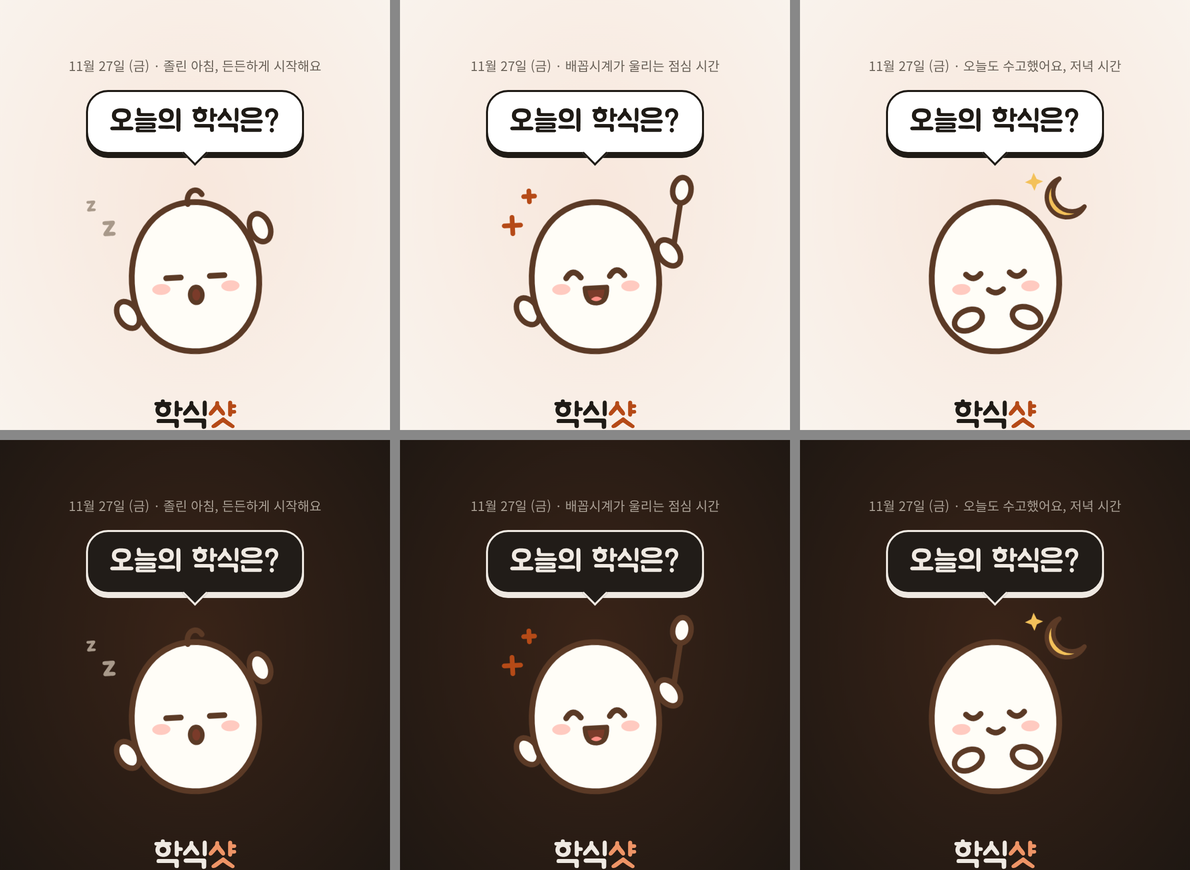 11월 27일 (금) · 졸린 아침, 든든하게 시작해요
오늘의 학식은?
z
z
학식샷
11월 27일 (금) · 배꼽시계가 울리는 점심 시간
오늘의 학식은?
학식샷
11월 27일 (금) · 오늘도 수고했어요, 저녁 시간
오늘의 학식은?
학식샷
11월 27일 (금) · 졸린 아침, 든든하게 시작해요
오늘의 학식은?
z
z
학식샷
11월 27일 (금) · 배꼽시계가 울리는 점심 시간
오늘의 학식은?
학식샷
11월 27일 (금) · 오늘도 수고했어요, 저녁 시간
오늘의 학식은?
학식샷